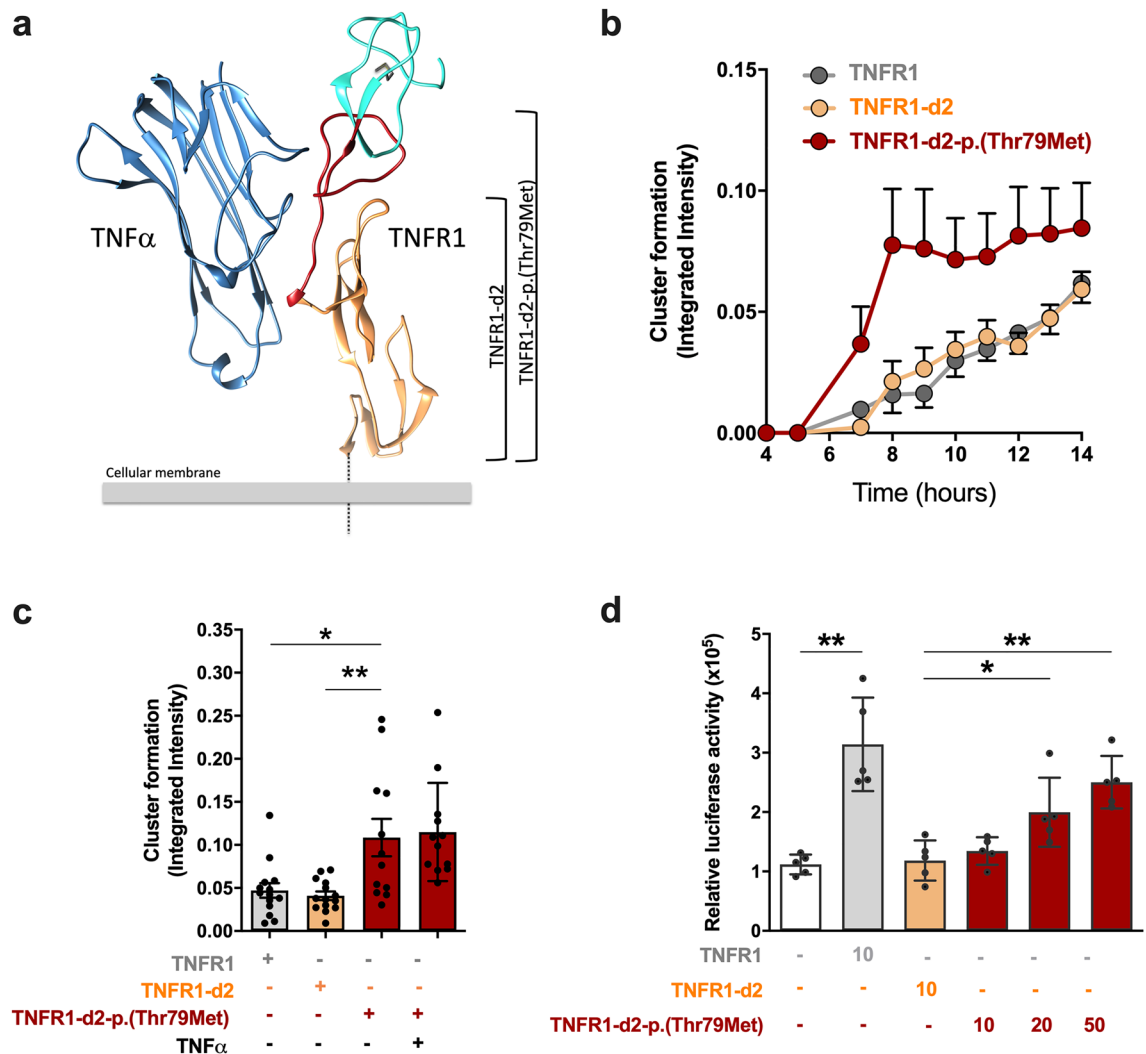 a
TNFα
TNFR1
TNFR1-d2
TNFR1-d2-p.(Thr79Met)
Cellular membrane
b
Cluster formation
(Integrated Intensity)
0.15
0.10
0.05
0.00
TNFR1
TNFR1-d2
TNFR1-d2-p.(Thr79Met)
4 6 8 10 12 14
Time (hours)
c
Cluster formation
(Integrated Intensity)
0.35
0.30
0.25
0.20
0.15
0.10
0.05
0.00
*
**
TNFR1 + - - -
TNFR1-d2 - + - -
TNFR1-d2-p.(Thr79Met) - - + +
TNFα - - - +
d
Relative luciferase activity (x10⁵)
5
4
3
2
1
0
**
**
*
TNFR1 - 10 - - - -
TNFR1-d2 - - 10 - - -
TNFR1-d2-p.(Thr79Met) - - - 10 20 50